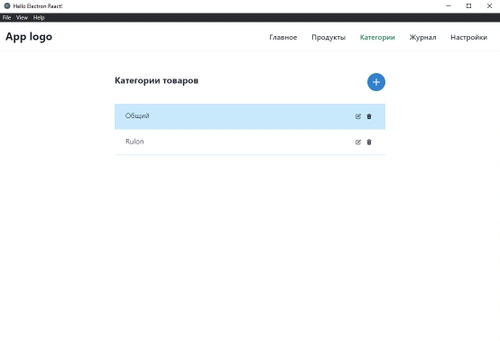 Hello Electron React!
File View Help
App logo Главное Продукты Категории Журнал Настройки
Категории товаров
Общий
Rulon